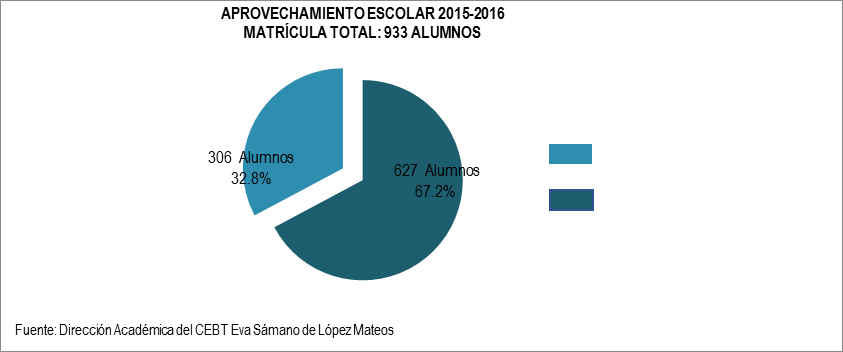 APROVECHAMIENTO ESCOLAR 2015-2016
MATRÍCULA TOTAL: 933 ALUMNOS
306 Alumnos
32.8%
627 Alumnos
67.2%
Fuente: Dirección Académica del CEBT Eva Sámano de López Mateos